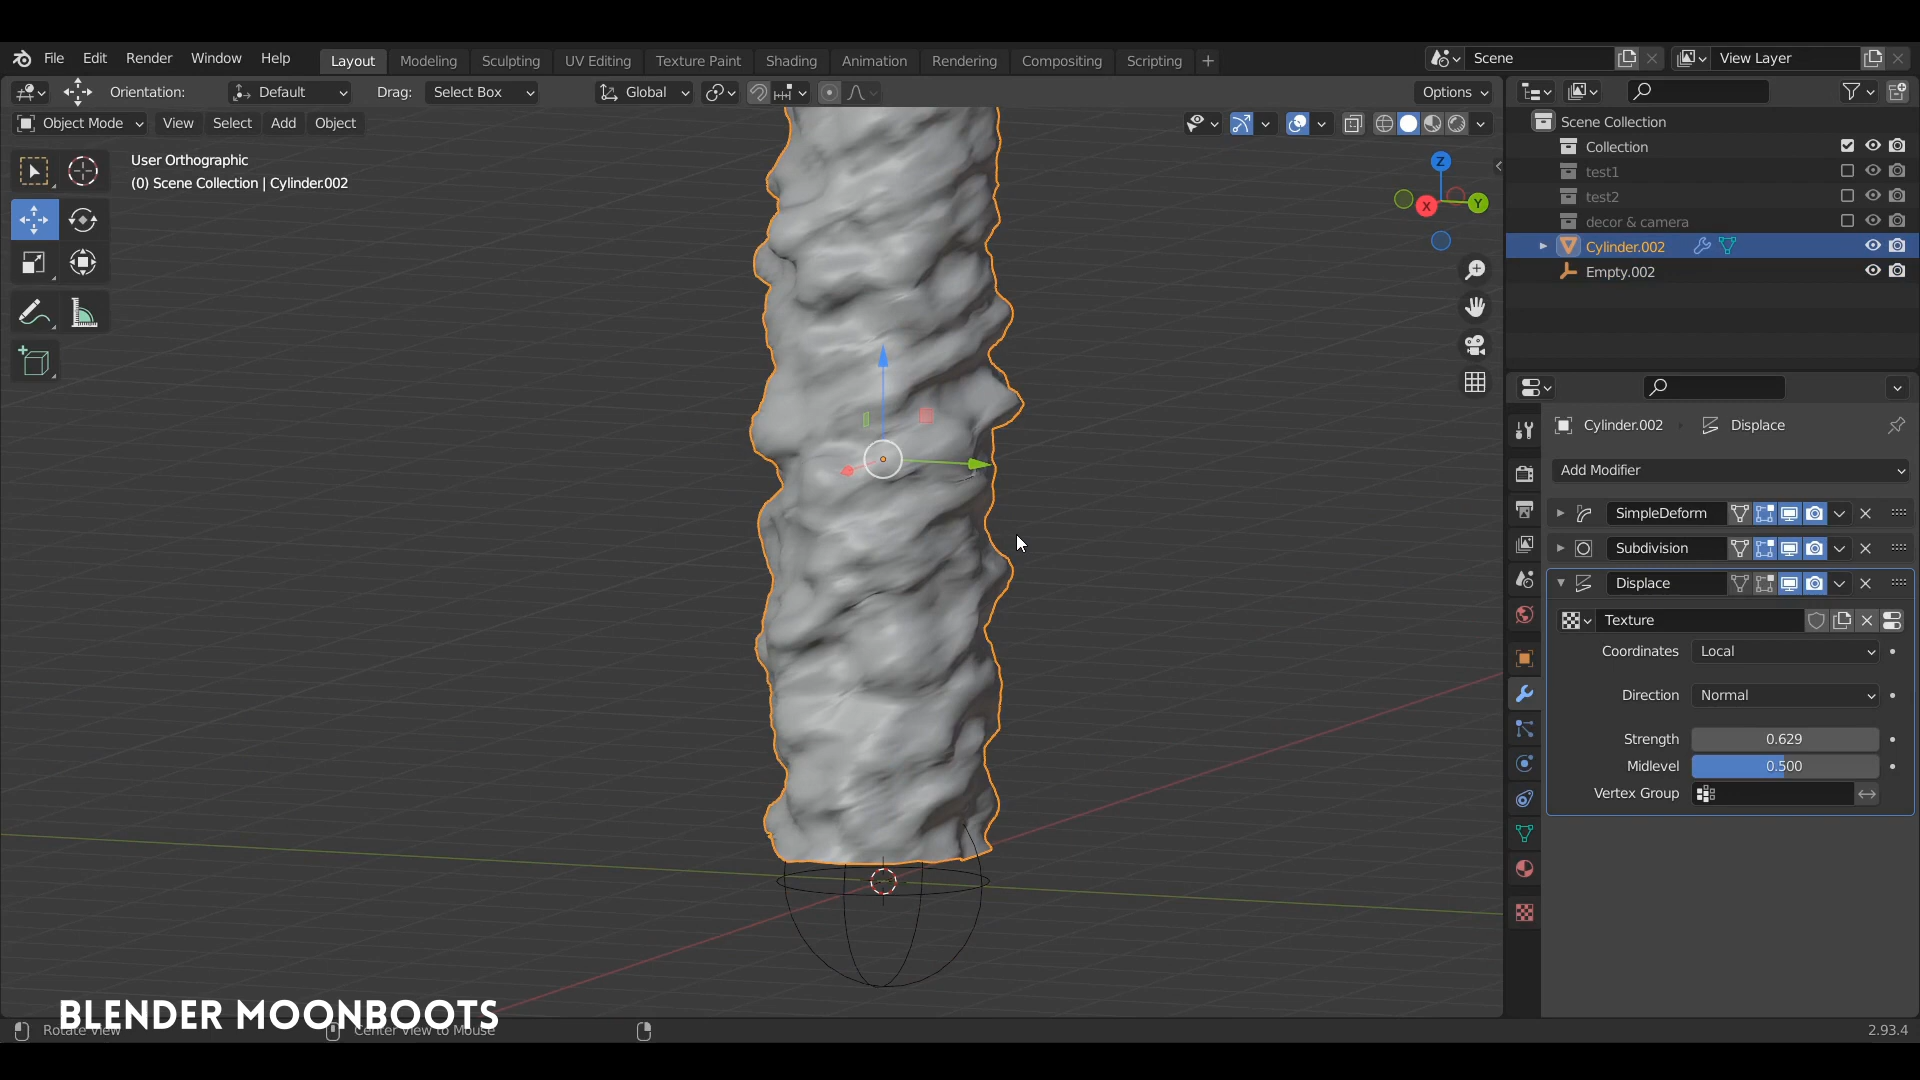 File Edit Render Window Help Layout Modeling Sculpting UV Editing Texture Paint Shading Animation Rendering Compositing Scripting + Scene View Layer
Orientation: Default Drag: Select Box Global Options
Object Mode View Select Add Object
User Orthographic
(0) Scene Collection | Cylinder.002
Z
X
Y
Scene Collection
Collection
test1
test2
decor & camera
Cylinder.002
Empty.002
Cylinder.002 Displace
Add Modifier
SimpleDeform
Subdivision
Displace
Texture
Coordinates Local
Direction Normal
Strength 0.629
Midlevel 0.500
Vertex Group
BLENDER MOONBOOTS
Rotate View Center View to Mouse 2.93.4